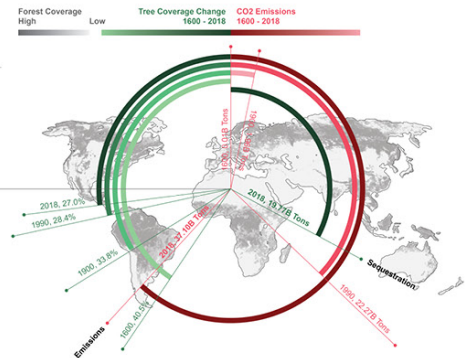 Forest Coverage
High
Low
Tree Coverage Change
1600 - 2018
CO2 Emissions
1600 - 2018
2018, 27.0%
1990, 28.4%
1900, 33.8%
1600, 40.5%
2018, 37.10B Tons
2018, 19.77B Tons
1990, 22.27B Tons
Sequestration
Emissions